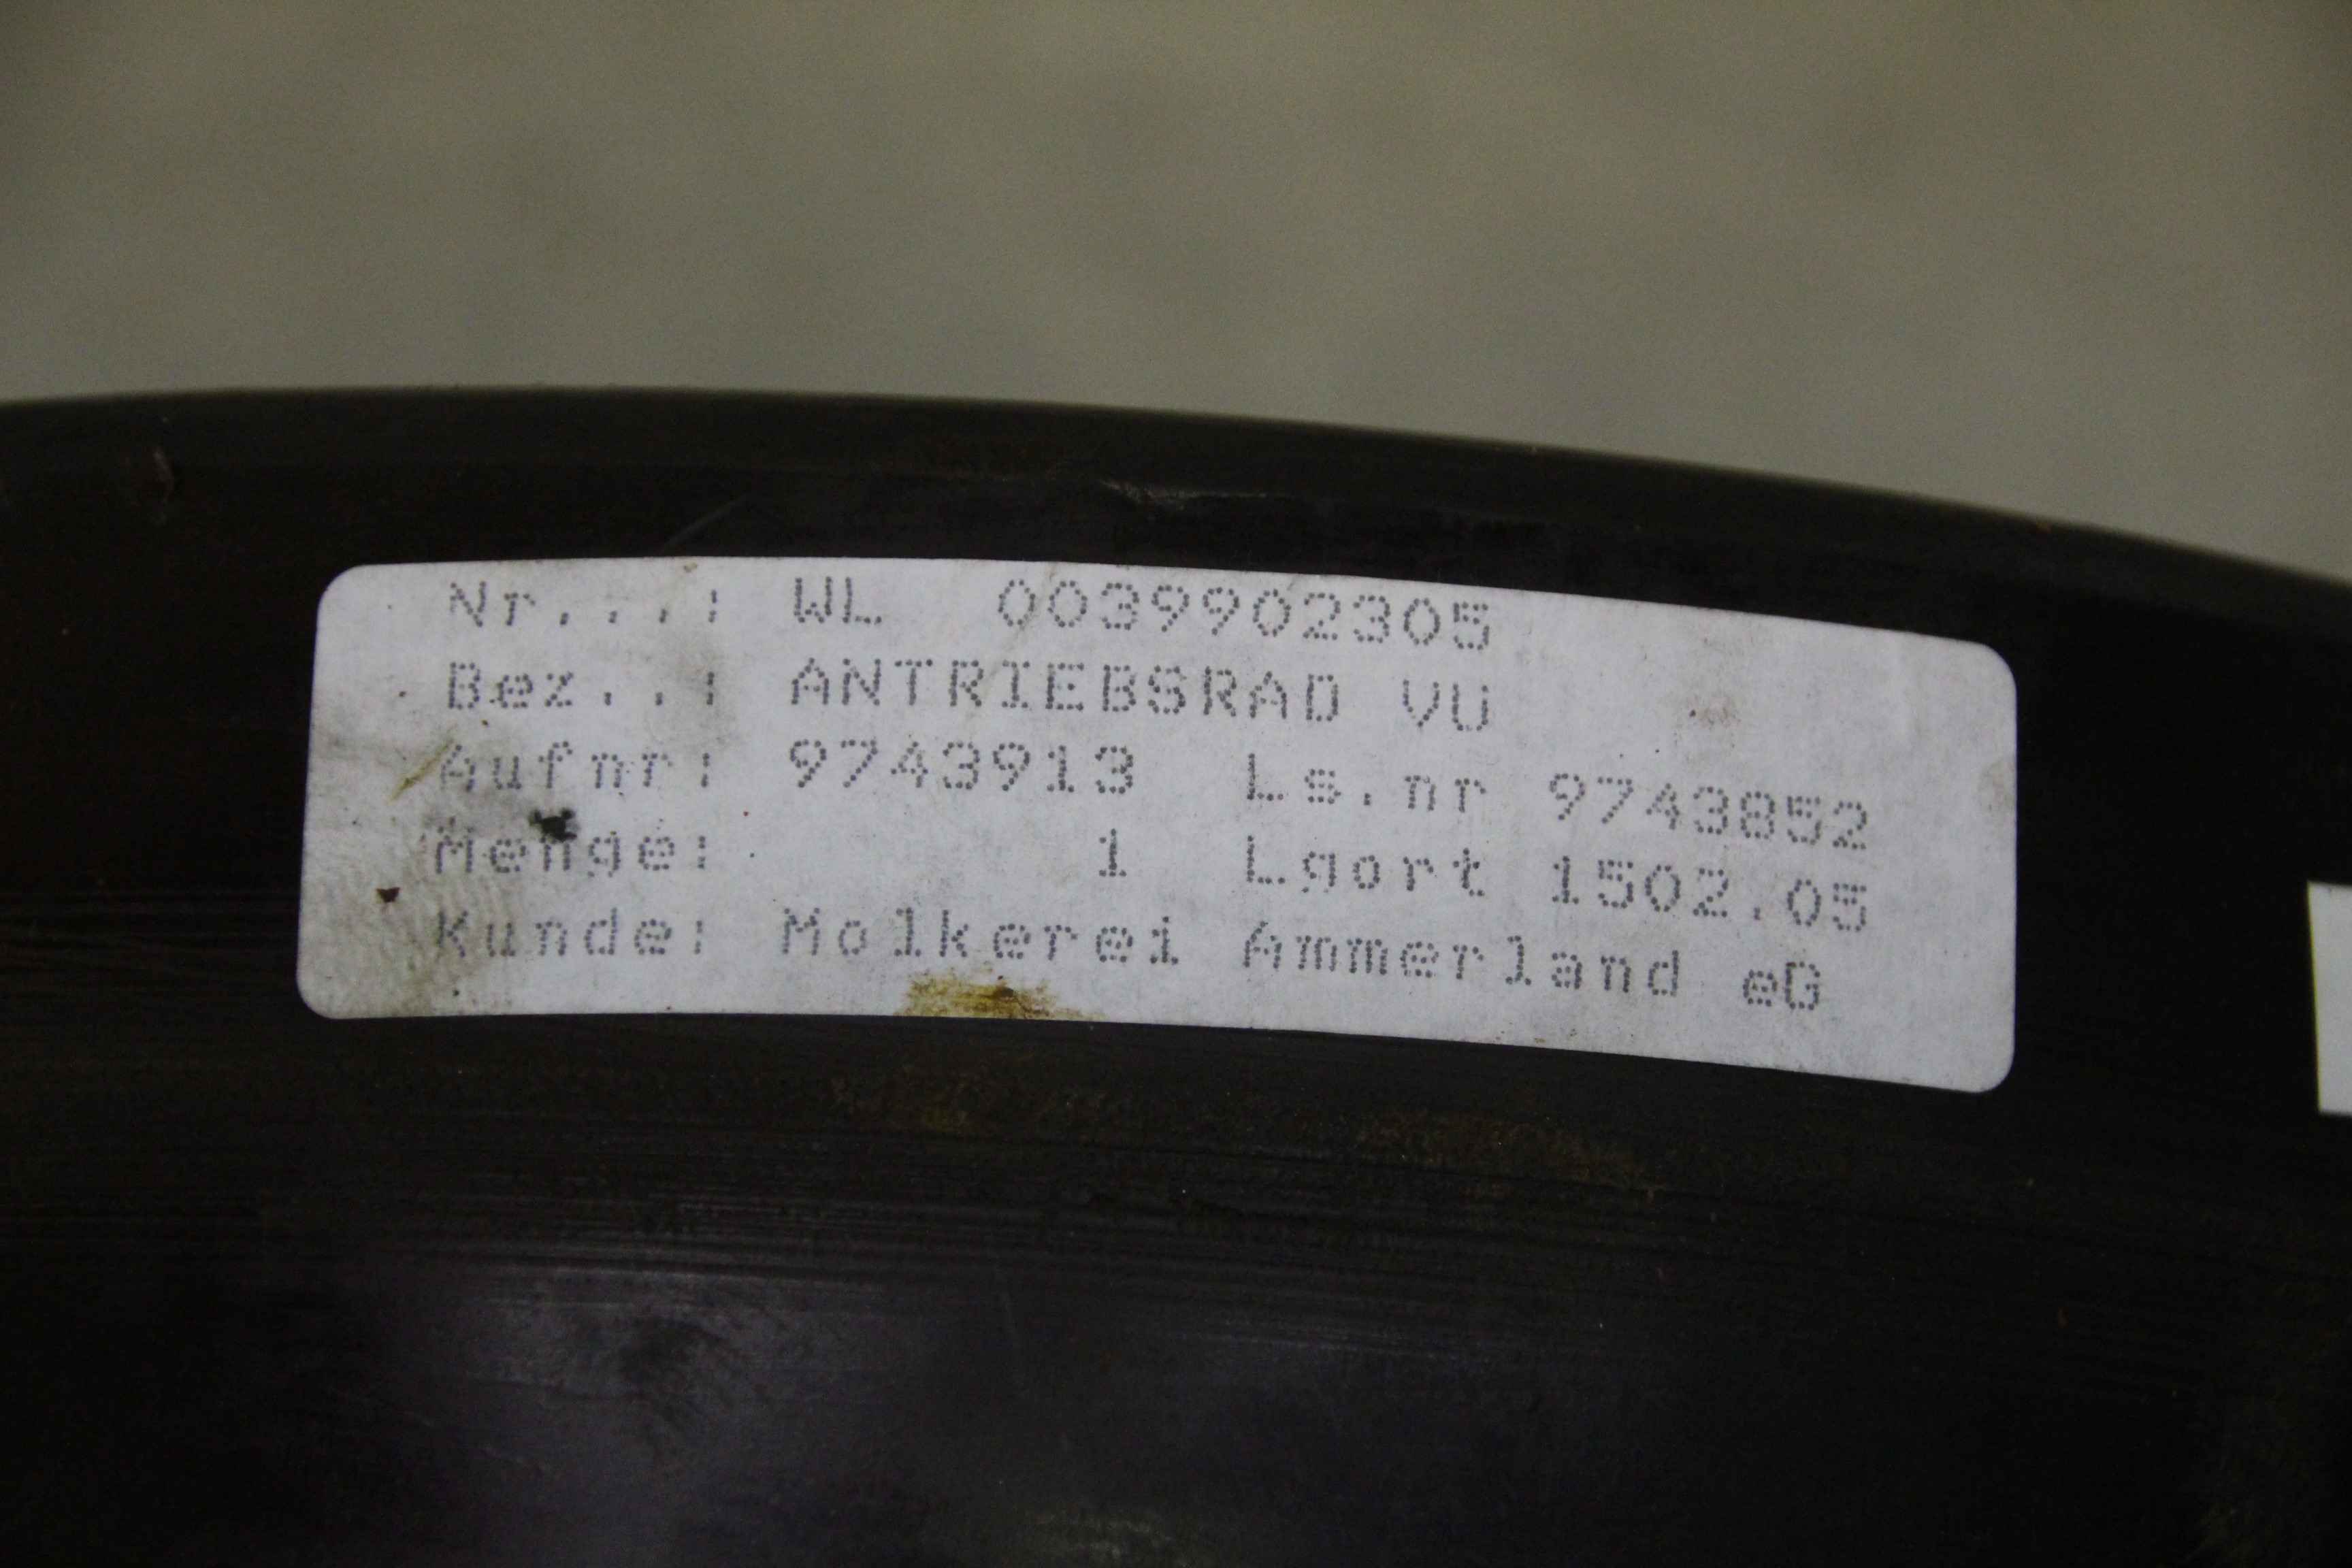 Nr...: WL 0039902305
Bez..: ANTRIEBSRAD VU
Aufnr: 9743913 Ls.nr 9743852
Menge: 1 Lgort 1502.05
Kunde: Molkerei Ammerland eG